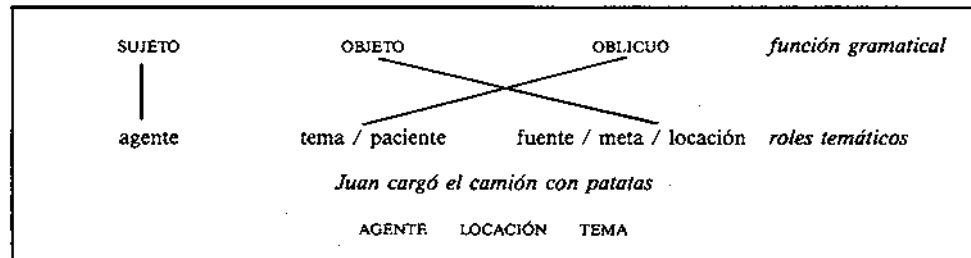 SUJETO OBJETO OBLICUO función gramatical
agente tema / paciente fuente / meta / locación roles temáticos
Juan cargó el camión con patatas
AGENTE LOCACIÓN TEMA